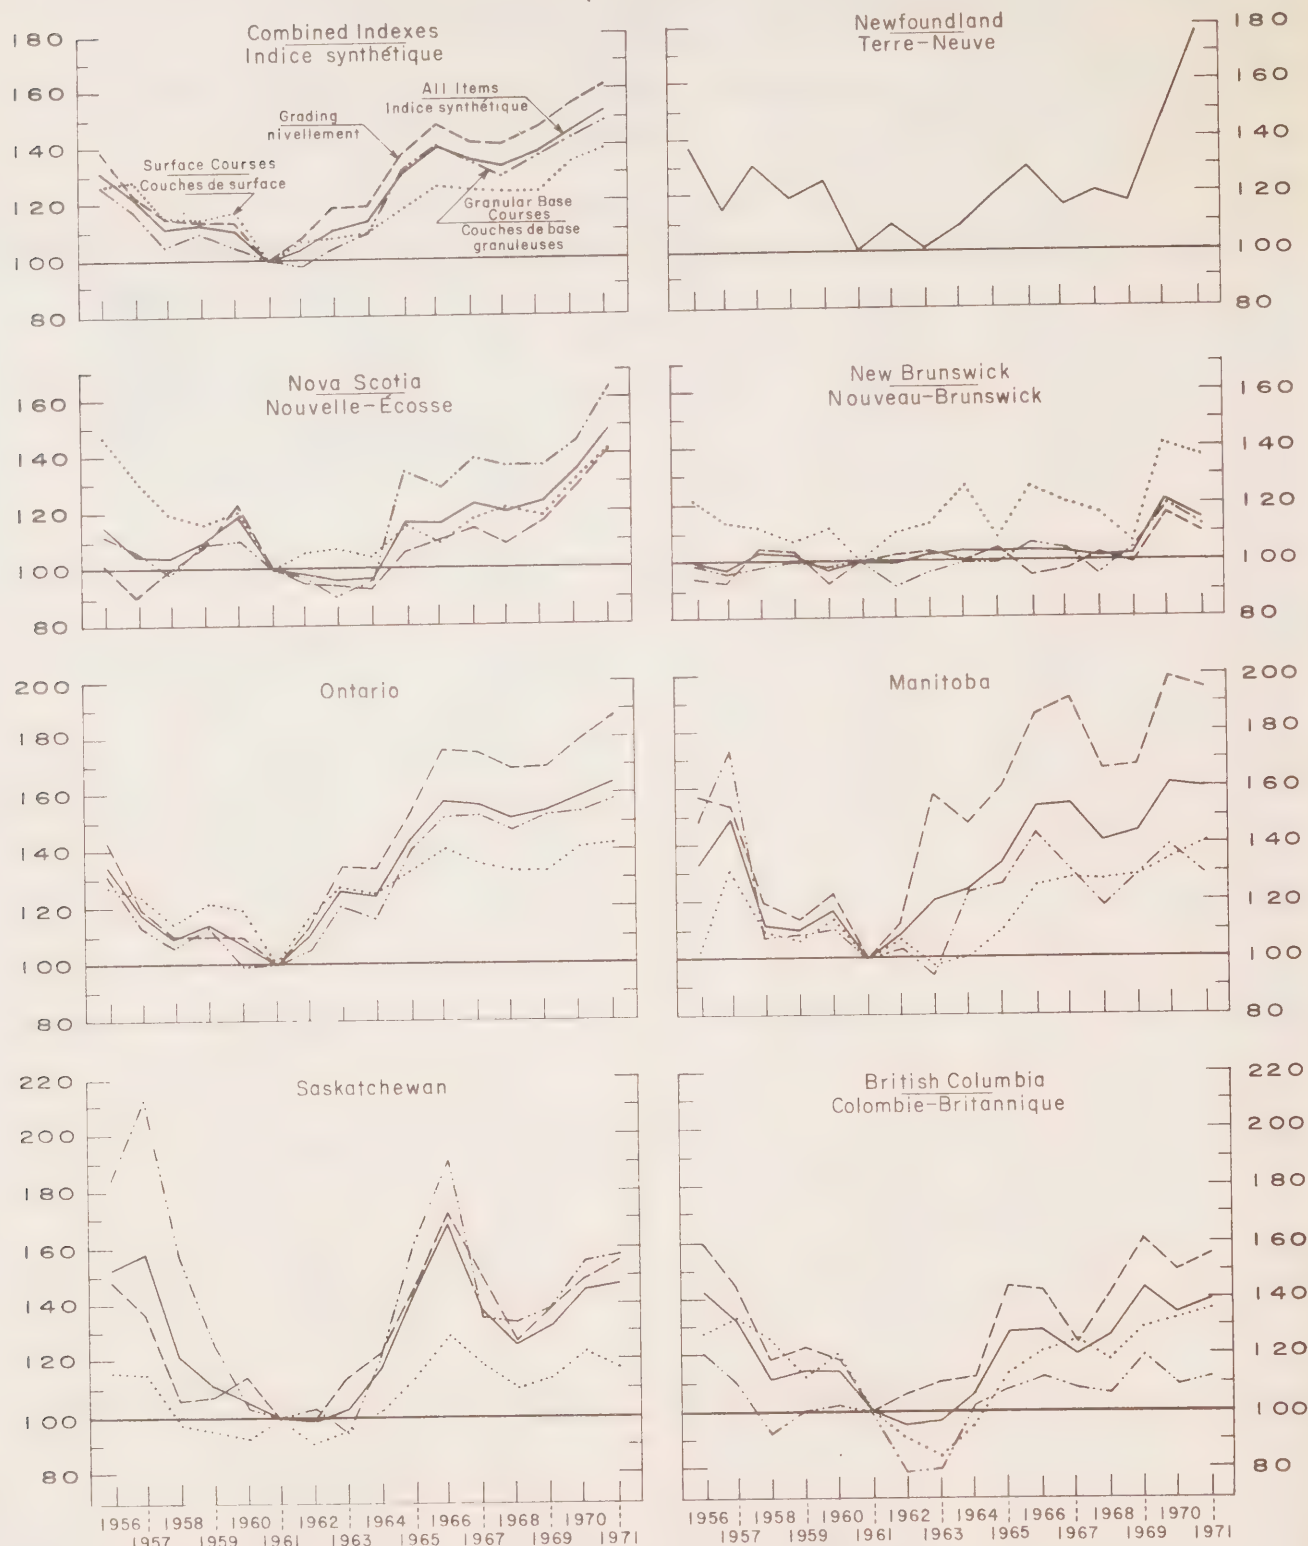 Combined Indexes
Indice synthétique
180
160
140
120
100
80
All Items
Indice synthétique
Grading
nivellement
Surface Courses
Couches de surface
Granular Base
Courses
Couches de base
granuleuses
Newfoundland
Terre-Neuve
180
160
140
120
100
80
Nova Scotia
Nouvelle-Écosse
160
140
120
100
80
New Brunswick
Nouveau-Brunswick
160
140
120
100
80
Ontario
200
180
160
140
120
100
80
Manitoba
200
180
160
140
120
100
80
Saskatchewan
220
200
180
160
140
120
100
80
British Columbia
Colombie-Britannique
220
200
180
160
140
120
100
80
1956 1958 1960 1962 1964 1966 1968 1970
1957 1959 1961 1963 1965 1967 1969 1971
1956 1958 1960 1962 1964 1966 1968 1970
1957 1959 1961 1963 1965 1967 1969 1971